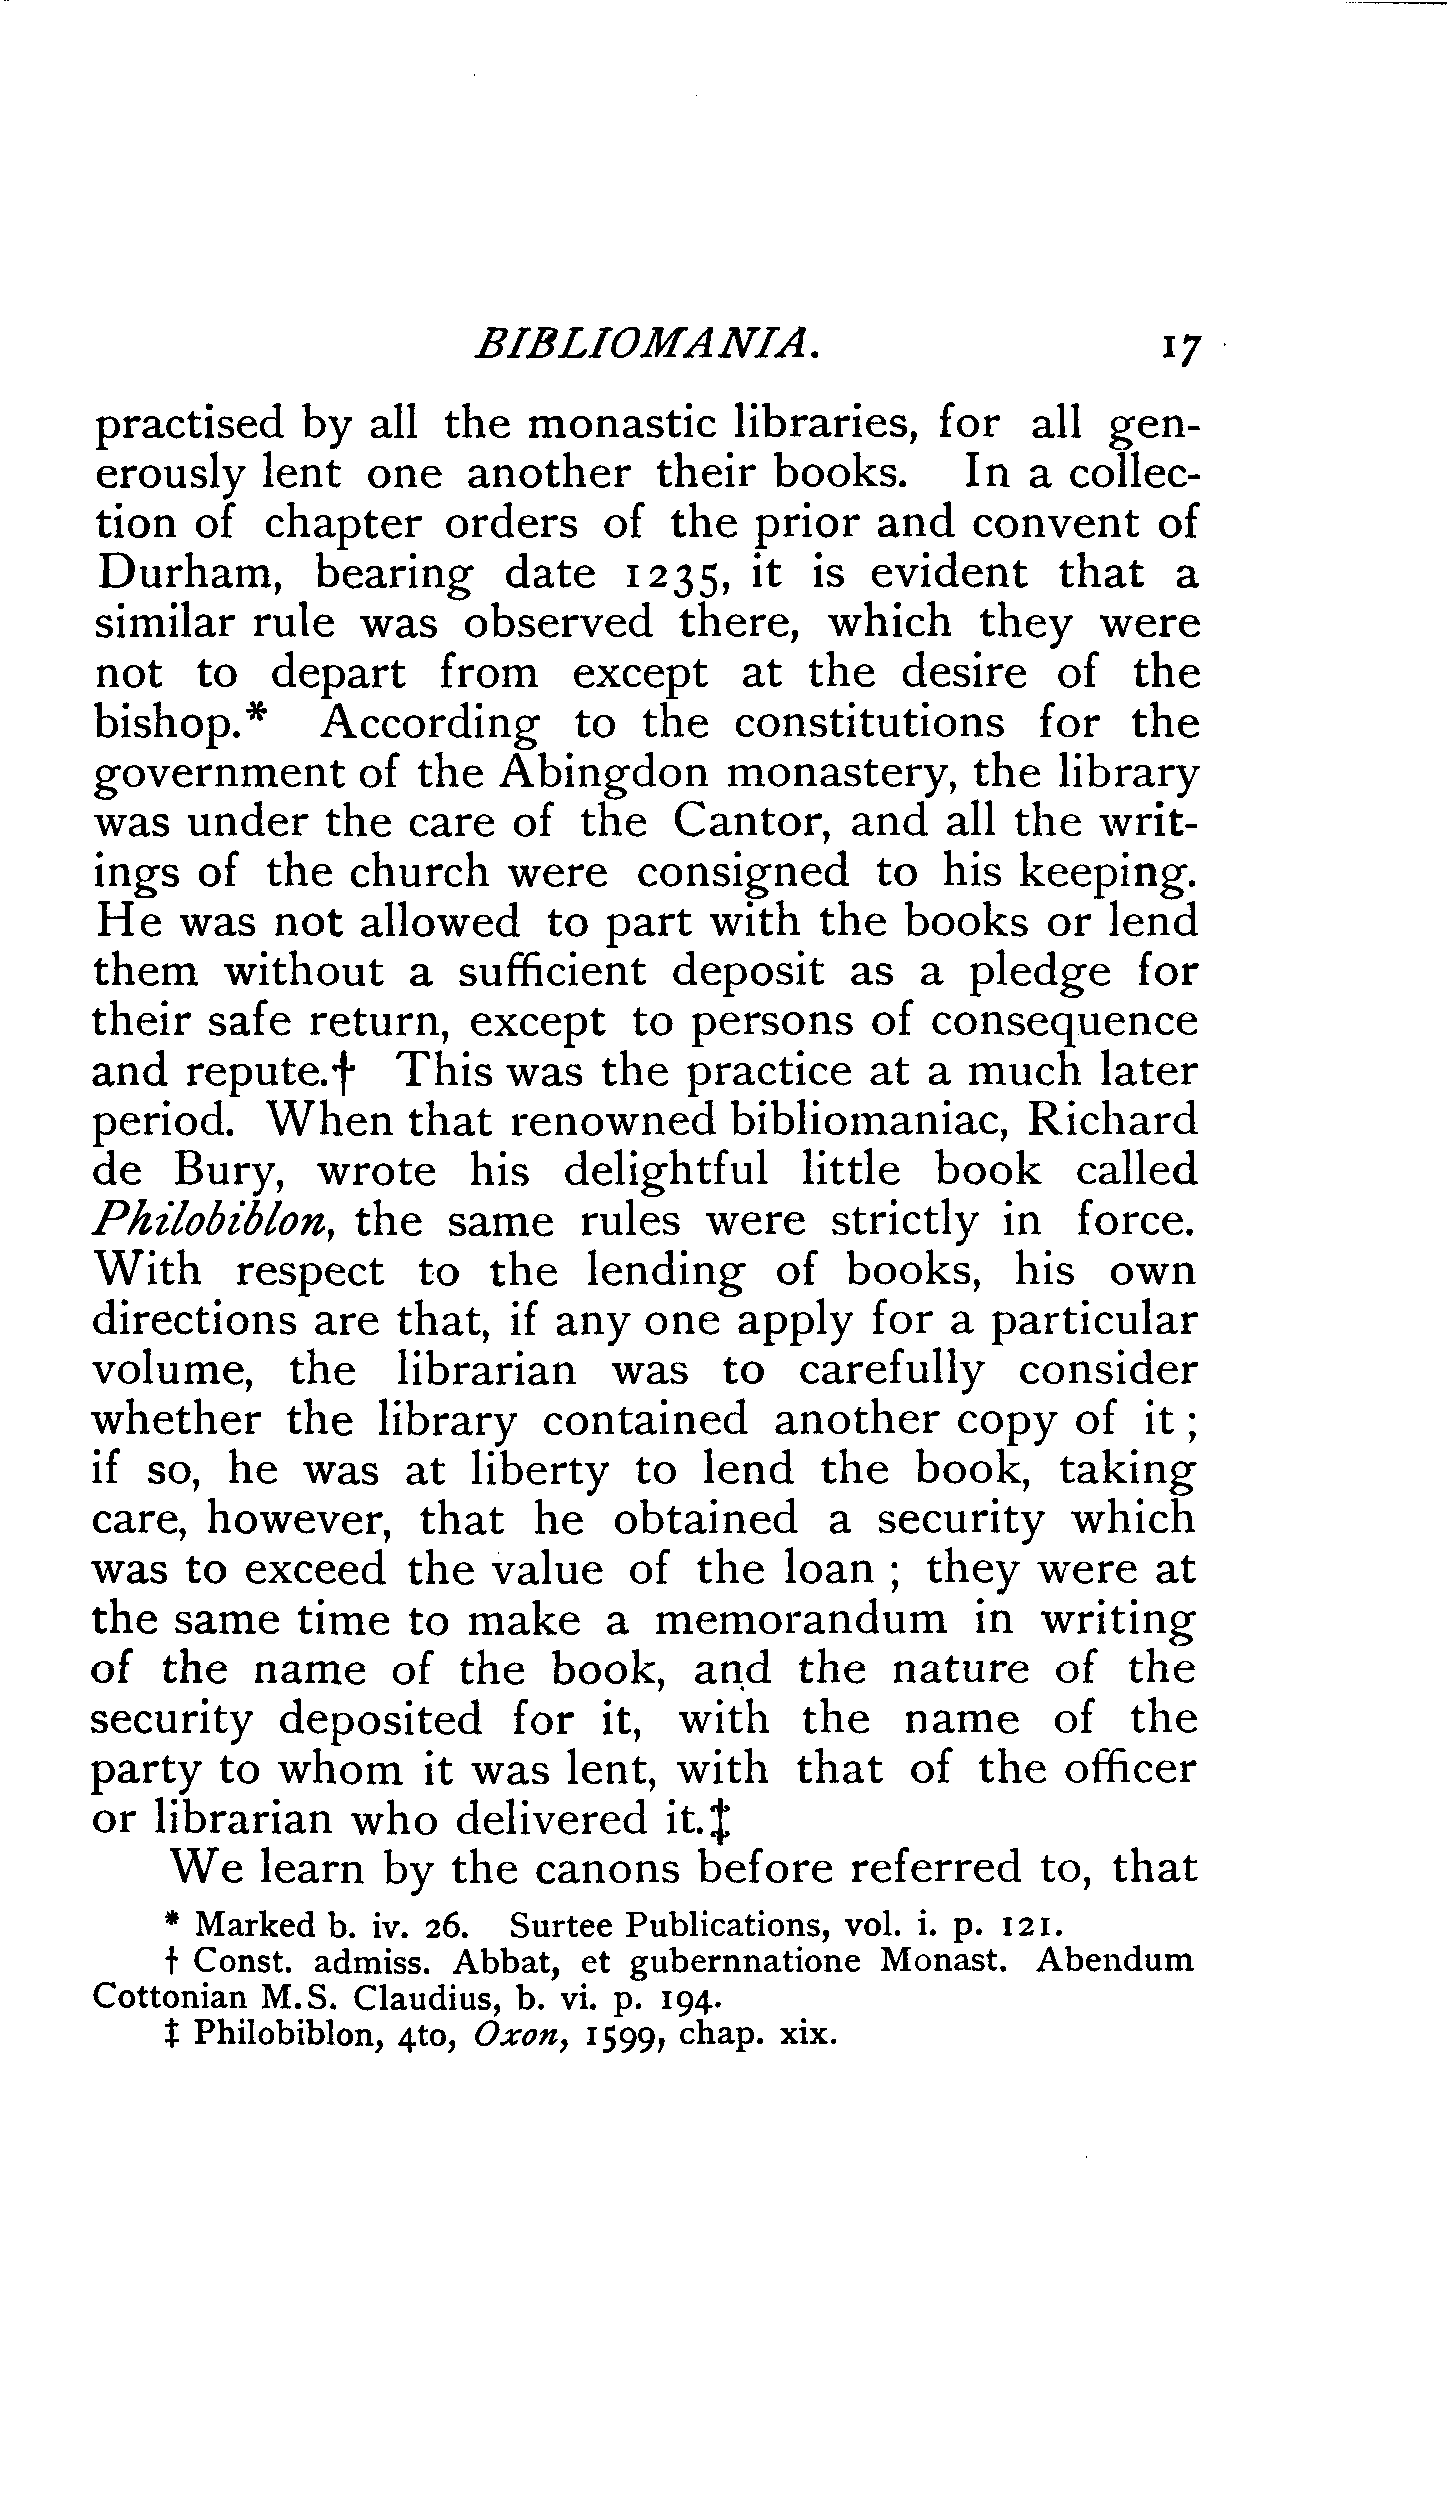 BIBLIOMANIA. 17
practised by all the monastic libraries, for all gen-
erously lent one another their books. In a collec-
tion of chapter orders of the prior and convent of
Durham, bearing date 1235, it is evident that a
similar rule was observed there, which they were
not to depart from except at the desire of the
bishop.* According to the constitutions for the
government of the Abingdon monastery, the library
was under the care of the Cantor, and all the writ-
ings of the church were consigned to his keeping.
He was not allowed to part with the books or lend
them without a sufficient deposit as a pledge for
their safe return, except to persons of consequence
and repute.† This was the practice at a much later
period. When that renowned bibliomaniac, Richard
de Bury, wrote his delightful little book called
Philobiblon, the same rules were strictly in force.
With respect to the lending of books, his own
directions are that, if any one apply for a particular
volume, the librarian was to carefully consider
whether the library contained another copy of it ;
if so, he was at liberty to lend the book, taking
care, however, that he obtained a security which
was to exceed the value of the loan ; they were at
the same time to make a memorandum in writing
of the name of the book, and the nature of the
security deposited for it, with the name of the
party to whom it was lent, with that of the officer
or librarian who delivered it.‡
We learn by the canons before referred to, that
* Marked b. iv. 26. Surtee Publications, vol. i. p. 121.
† Const. admiss. Abbat, et gubernnatione Monast. Abendum
Cottonian M.S. Claudius, b. vi. p. 194.
‡ Philobiblon, 4to, Oxon, 1599, chap. xix.